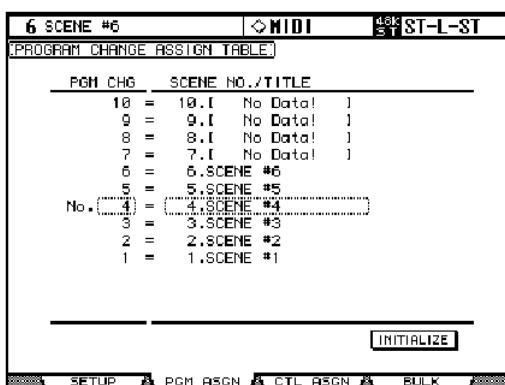 6 SCENE #6 ◇MIDI 48K ST ST-L-ST
PROGRAM CHANGE ASSIGN TABLE
PGM CHG SCENE NO./TITLE
10 = 10.[ No Data! ]
9 = 9.[ No Data! ]
8 = 8.[ No Data! ]
7 = 7.[ No Data! ]
6 = 6.SCENE #6
5 = 5.SCENE #5
No. 4 = 4.SCENE #4
3 = 3.SCENE #3
2 = 2.SCENE #2
1 = 1.SCENE #1
INITIALIZE
SETUP PGM ASGN CTL ASGN BULK